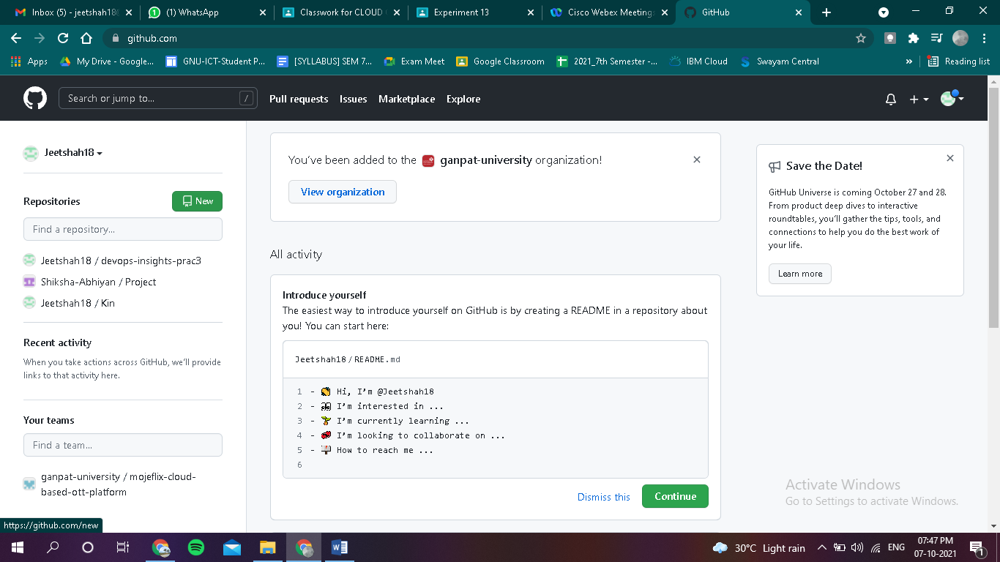 Inbox (5) - jeetshah18
(1) WhatsApp
Classwork for CLOUD
Experiment 13
Cisco Webex Meetings
GitHub
github.com
Apps
My Drive - Google...
GNU-ICT-Student P...
[SYLLABUS] SEM 7...
Exam Meet
Google Classroom
2021_7th Semester -...
IBM Cloud
Swayam Central
»
Reading list
Search or jump to...
/
Pull requests
Issues
Marketplace
Explore
Jeetshah18
Repositories
New
Find a repository...
Jeetshah18 / devops-insights-prac3
Shiksha-Abhiyan / Project
Jeetshah18 / Kin
Recent activity
When you take actions across GitHub, we'll provide
links to that activity here.
Your teams
Find a team...
ganpat-university / mojeflix-cloud-
based-ott-platform
https://github.com/new
You've been added to the ganpat-university organization!
View organization
All activity
Introduce yourself
The easiest way to introduce yourself on GitHub is by creating a README in a repository about
you! You can start here:
Jeetshah18 / README.md
1 - 👋 Hi, I'm @Jeetshah18
2 - 👀 I'm interested in ...
3 - 🌱 I'm currently learning ...
4 - 💞️ I'm looking to collaborate on ...
5 - 📫 How to reach me ...
6
Dismiss this
Continue
Save the Date!
GitHub Universe is coming October 27 and 28.
From product deep dives to interactive
roundtables, you'll gather the tips, tools, and
connections to help you do the best work of
your life.
Learn more
Activate Windows
Go to Settings to activate Windows.
30°C Light rain
ENG
07:47 PM
07-10-2021
1